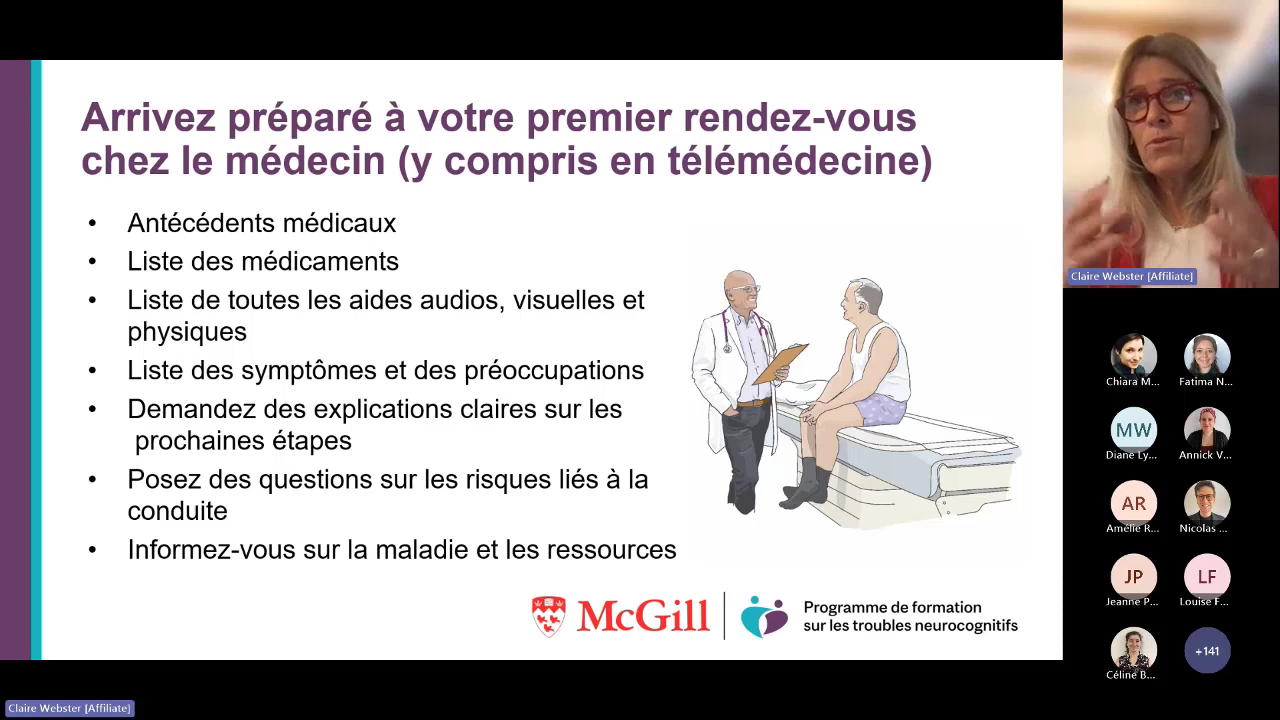 Arrivez préparé à votre premier rendez-vous
chez le médecin (y compris en télémédecine)
• Antécédents médicaux
• Liste des médicaments
• Liste de toutes les aides audios, visuelles et
physiques
• Liste des symptômes et des préoccupations
• Demandez des explications claires sur les
prochaines étapes
• Posez des questions sur les risques liés à la
conduite
• Informez-vous sur la maladie et les ressources
McGill
Programme de formation
sur les troubles neurocognitifs
Claire Webster [Affiliate]
Chiara M...
Fatima N...
MW
Diane Ly...
Annick V...
AR
Amélie R...
Nicolas ...
JP
Jeanne P...
LF
Louise F...
Céline B...
+141
Claire Webster [Affiliate]